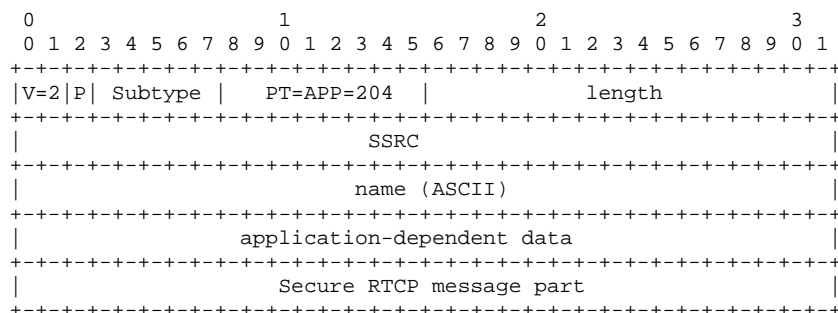 0                   1                   2                   3
0 1 2 3 4 5 6 7 8 9 0 1 2 3 4 5 6 7 8 9 0 1 2 3 4 5 6 7 8 9 0 1
+-+-+-+-+-+-+-+-+-+-+-+-+-+-+-+-+-+-+-+-+-+-+-+-+-+-+-+-+-+-+-+-+
|V=2|P| Subtype |   PT=APP=204  |            length             |
+-+-+-+-+-+-+-+-+-+-+-+-+-+-+-+-+-+-+-+-+-+-+-+-+-+-+-+-+-+-+-+-+
|                           SSRC                                |
+-+-+-+-+-+-+-+-+-+-+-+-+-+-+-+-+-+-+-+-+-+-+-+-+-+-+-+-+-+-+-+-+
|                          name (ASCII)                         |
+-+-+-+-+-+-+-+-+-+-+-+-+-+-+-+-+-+-+-+-+-+-+-+-+-+-+-+-+-+-+-+-+
|                 application-dependent data                    |
+-+-+-+-+-+-+-+-+-+-+-+-+-+-+-+-+-+-+-+-+-+-+-+-+-+-+-+-+-+-+-+-+
|                    Secure RTCP message part                   |
+-+-+-+-+-+-+-+-+-+-+-+-+-+-+-+-+-+-+-+-+-+-+-+-+-+-+-+-+-+-+-+-+